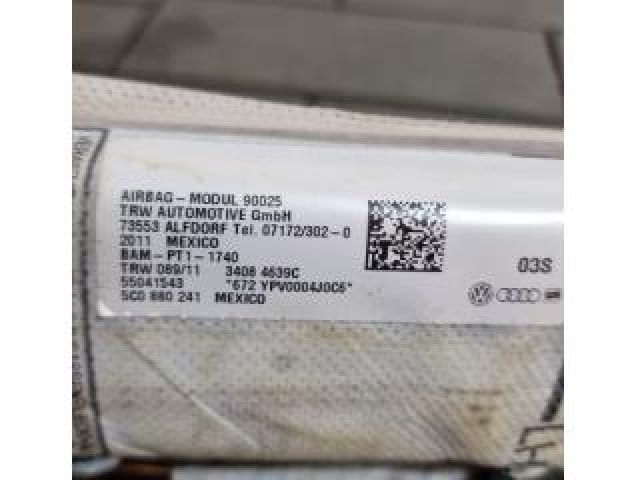 AIRBAG - MODUL 90025
TRW AUTOMOTIVE GmbH
73553 ALFDORF Tel. 07172/302-0
2011 MEXICO
BAM-PT1-1740
TRW 089/11 3408 4639C
55041543 *672 YPV0004J0C6*
5C0 880 241 MEXICO
03S